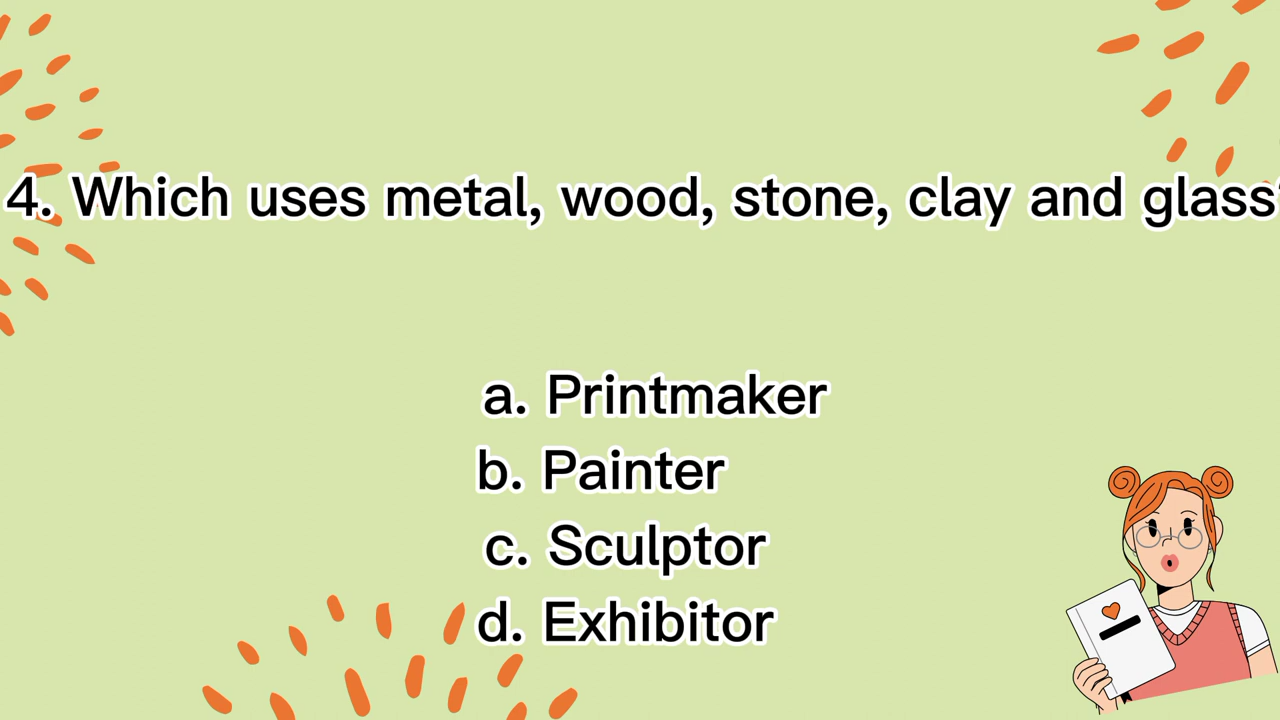 4. Which uses metal, wood, stone, clay and glass?
a. Printmaker
b. Painter
c. Sculptor
d. Exhibitor